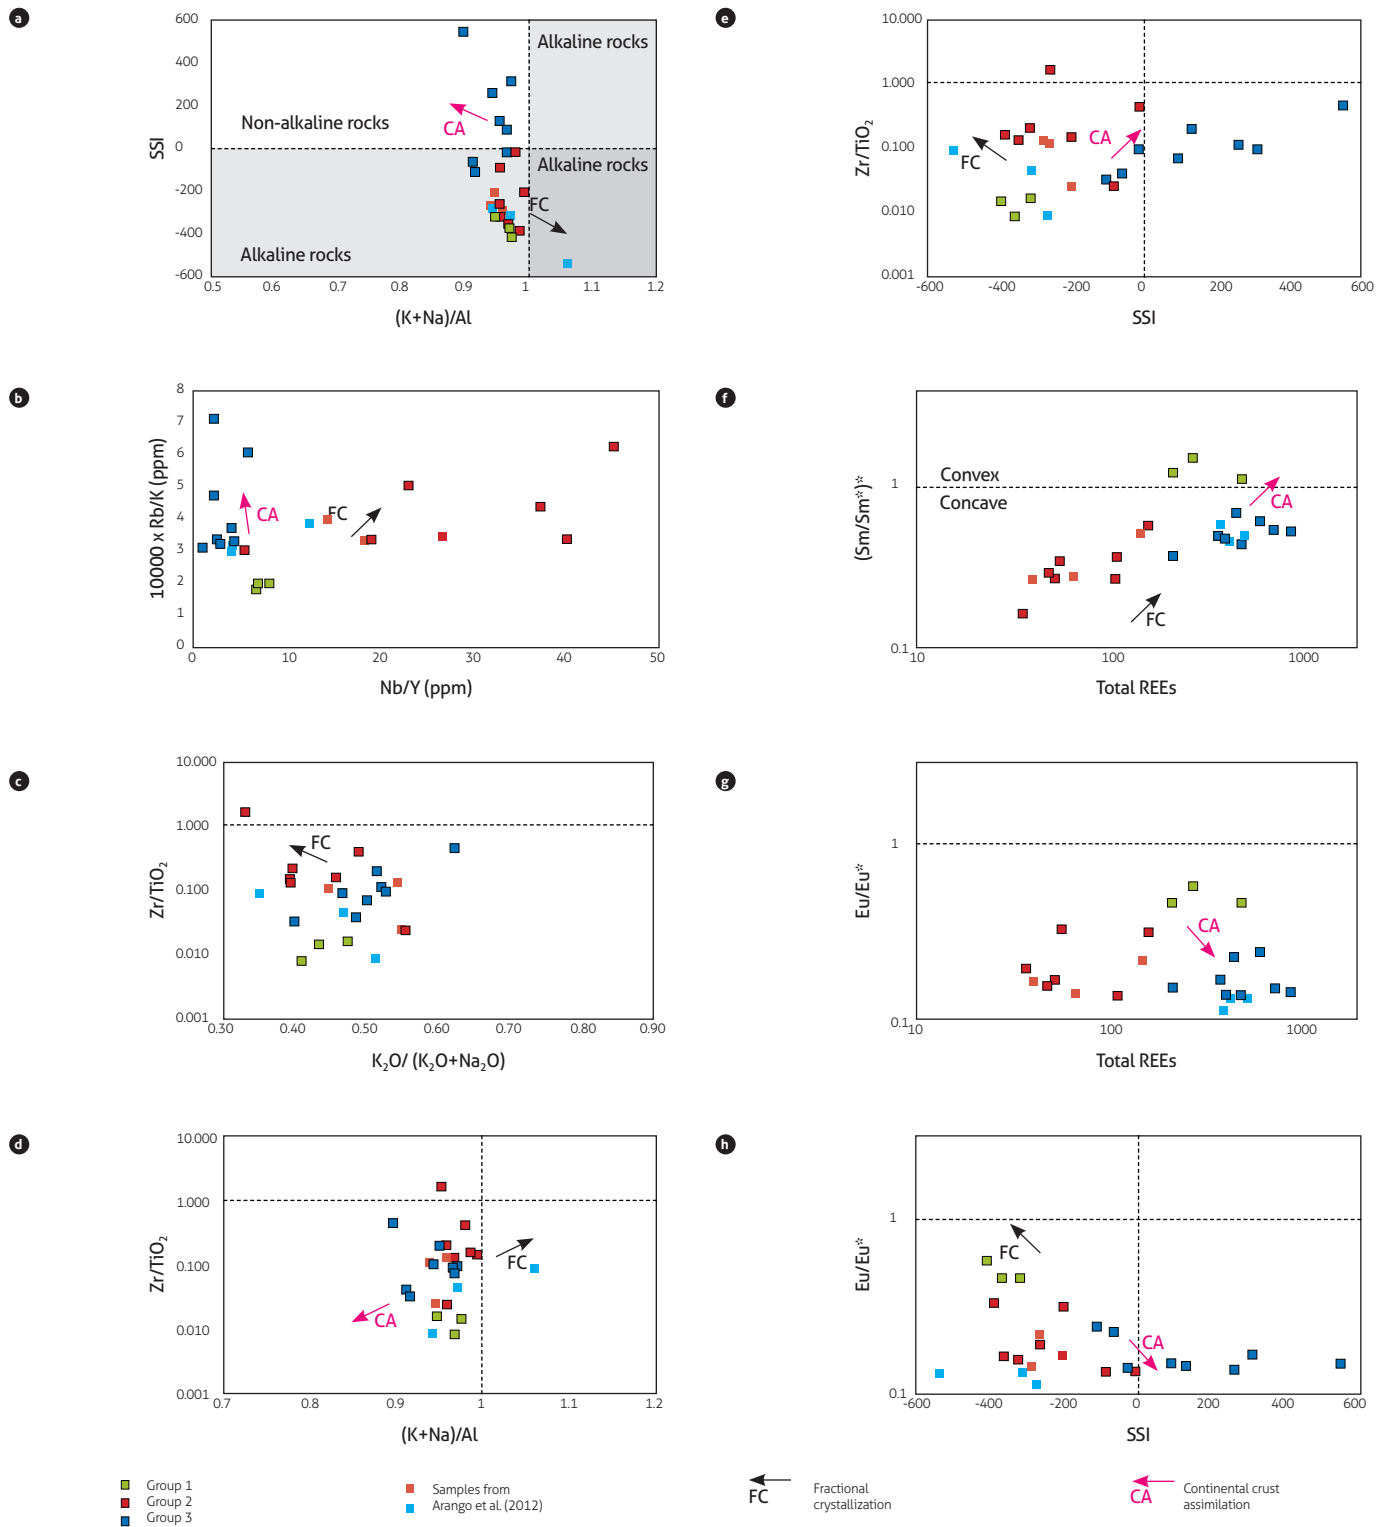 a
600
400
200
0
-200
-400
-600
SSI
Alkaline rocks
Non-alkaline rocks
CA
Alkaline rocks
FC
Alkaline rocks
0.5 0.6 0.7 0.8 0.9 1 1.1 1.2
(K+Na)/Al
b
8
7
6
5
4
3
2
1
0
10000 x Rb/K (ppm)
CA
FC
0 10 20 30 40 50
Nb/Y (ppm)
c
10.000
1.000
0.100
0.010
0.001
Zr/TiO2
FC
0.30 0.40 0.50 0.60 0.70 0.80 0.90
K2O/ (K2O+Na2O)
d
10.000
1.000
0.100
0.010
0.001
Zr/TiO2
FC
CA
0.7 0.8 0.9 1 1.1 1.2
(K+Na)/Al
e
10.000
1.000
0.100
0.010
0.001
Zr/TiO2
FC
CA
-600 -400 -200 0 200 400 600
SSI
f
1
0.1
(Sm/Sm*)*
Convex
Concave
CA
FC
10 100 1000
Total REEs
g
1
0.1
Eu/Eu*
CA
10 100 1000
Total REEs
h
1
0.1
Eu/Eu*
FC
CA
-600 -400 -200 0 200 400 600
SSI
Group 1
Group 2
Group 3
Samples from
Arango et al. (2012)
FC
Fractional
crystallization
CA
Continental crust
assimilation